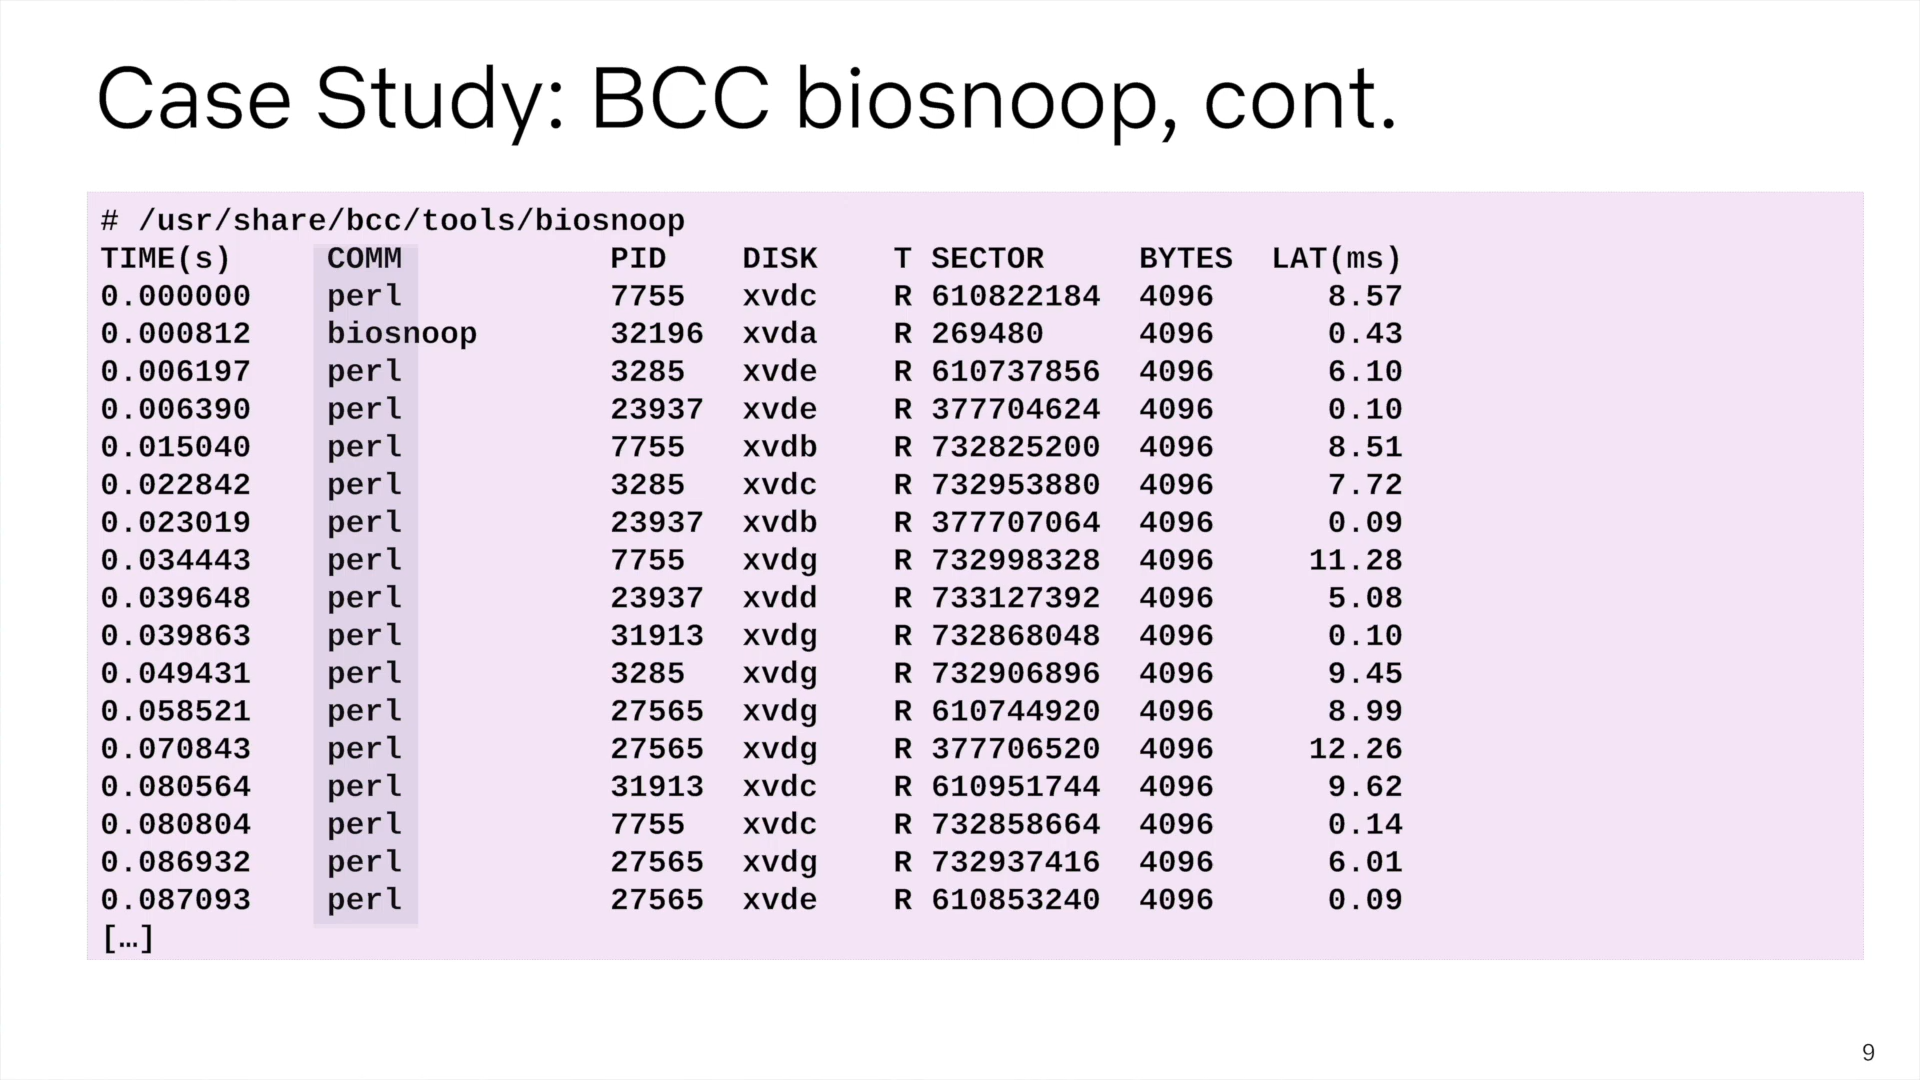 Case Study: BCC biosnoop, cont.
# /usr/share/bcc/tools/biosnoop
TIME(s) COMM PID DISK T SECTOR BYTES LAT(ms)
0.000000 perl 7755 xvdc R 610822184 4096 8.57
0.000812 biosnoop 32196 xvda R 269480 4096 0.43
0.006197 perl 3285 xvde R 610737856 4096 6.10
0.006390 perl 23937 xvde R 377704624 4096 0.10
0.015040 perl 7755 xvdb R 732825200 4096 8.51
0.022842 perl 3285 xvdc R 732953880 4096 7.72
0.023019 perl 23937 xvdb R 377707064 4096 0.09
0.034443 perl 7755 xvdg R 732998328 4096 11.28
0.039648 perl 23937 xvdd R 733127392 4096 5.08
0.039863 perl 31913 xvdg R 732868048 4096 0.10
0.049431 perl 3285 xvdg R 732906896 4096 9.45
0.058521 perl 27565 xvdg R 610744920 4096 8.99
0.070843 perl 27565 xvdg R 377706520 4096 12.26
0.080564 perl 31913 xvdc R 610951744 4096 9.62
0.080804 perl 7755 xvdc R 732858664 4096 0.14
0.086932 perl 27565 xvdg R 732937416 4096 6.01
0.087093 perl 27565 xvde R 610853240 4096 0.09
[…]
9